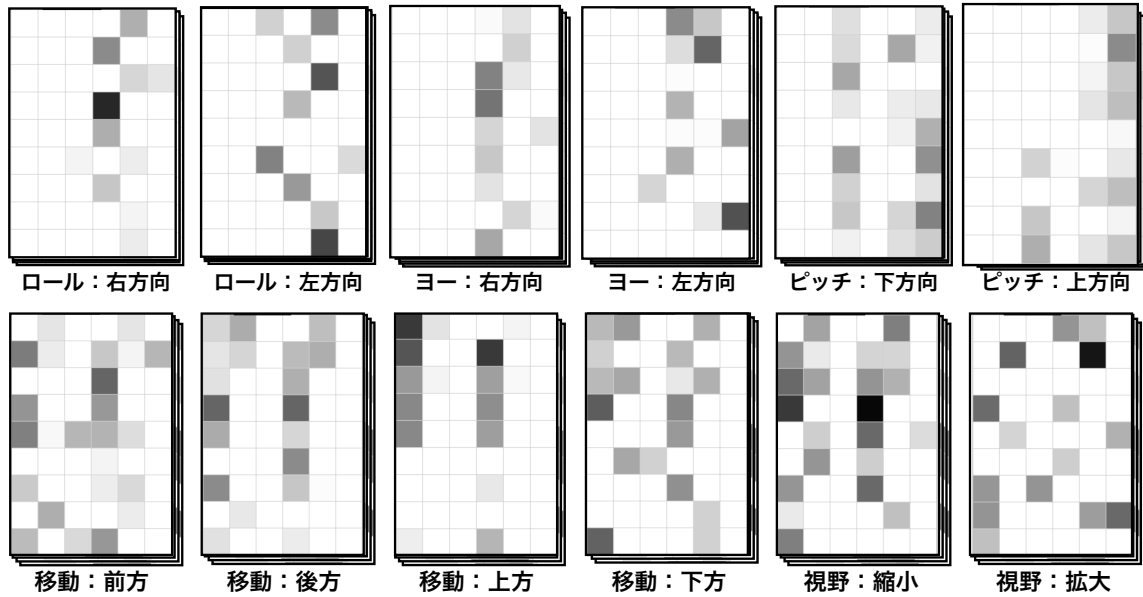 ロール：右方向
ロール：左方向
ヨー：右方向
ヨー：左方向
ピッチ：下方向
ピッチ：上方向
移動：前方
移動：後方
移動：上方
移動：下方
視野：縮小
視野：拡大